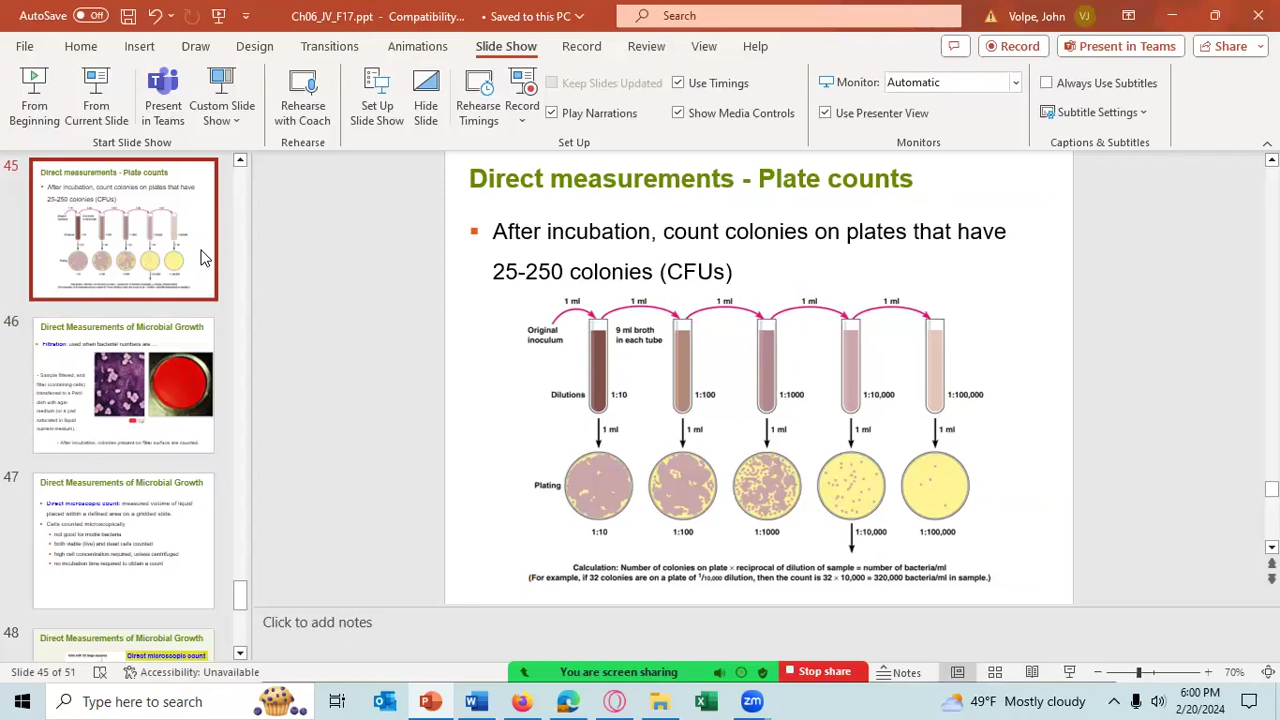 AutoSave Off Ch06_JV_F17.pptx - Compatibility... • Saved to this PC Search Volpe, John VJ
File Home Insert Draw Design Transitions Animations Slide Show Record Review View Help Record Present in Teams Share
From Beginning From Current Slide Present in Teams Custom Slide Show Rehearse with Coach Set Up Slide Show Hide Slide Rehearse Timings Record
Keep Slides Updated Use Timings Monitor: Automatic Always Use Subtitles
Play Narrations Show Media Controls Use Presenter View Subtitle Settings
Start Slide Show Rehearse Set Up Monitors Captions & Subtitles
45
Direct measurements - Plate counts
• After incubation, count colonies on plates that have
25-250 colonies (CFUs)
46
Direct Measurements of Microbial Growth
Filtration: used when bacterial numbers are ...
- Sample filtered, and
filter (containing cells),
transferred to a Petri
dish with agar
medium (or a pad
saturated in liquid
nutrient medium).
- After incubation, colonies present on filter surface are counted.
47
Direct Measurements of Microbial Growth
• Direct microscopic count: measured volume of liquid
placed within a defined area on a gridded slide.
• Cells counted microscopically
• not good for motile bacteria
• both viable (live) and dead cells counted
• high cell concentration required, unless centrifuged
• no incubation time required to obtain a count
48
Direct Measurements of Microbial Growth
Direct microscopic count
Direct measurements - Plate counts
▪ After incubation, count colonies on plates that have
25-250 colonies (CFUs)
1 ml 1 ml 1 ml 1 ml 1 ml
Original
inoculum
9 ml broth
in each tube
Dilutions 1:10 1:100 1:1000 1:10,000 1:100,000
1 ml 1 ml 1 ml 1 ml 1 ml
Plating
1:10 1:100 1:1000 1:10,000 1:100,000
Calculation: Number of colonies on plate × reciprocal of dilution of sample = number of bacteria/ml
(For example, if 32 colonies are on a plate of 1/10,000 dilution, then the count is 32 × 10,000 = 320,000 bacteria/ml in sample.)
Click to add notes
Slide 45 of 51 Accessibility: Unavailable You are screen sharing Stop share Notes 0%
Type here to search 49°F Mostly cloudy 6:00 PM
2/20/2024